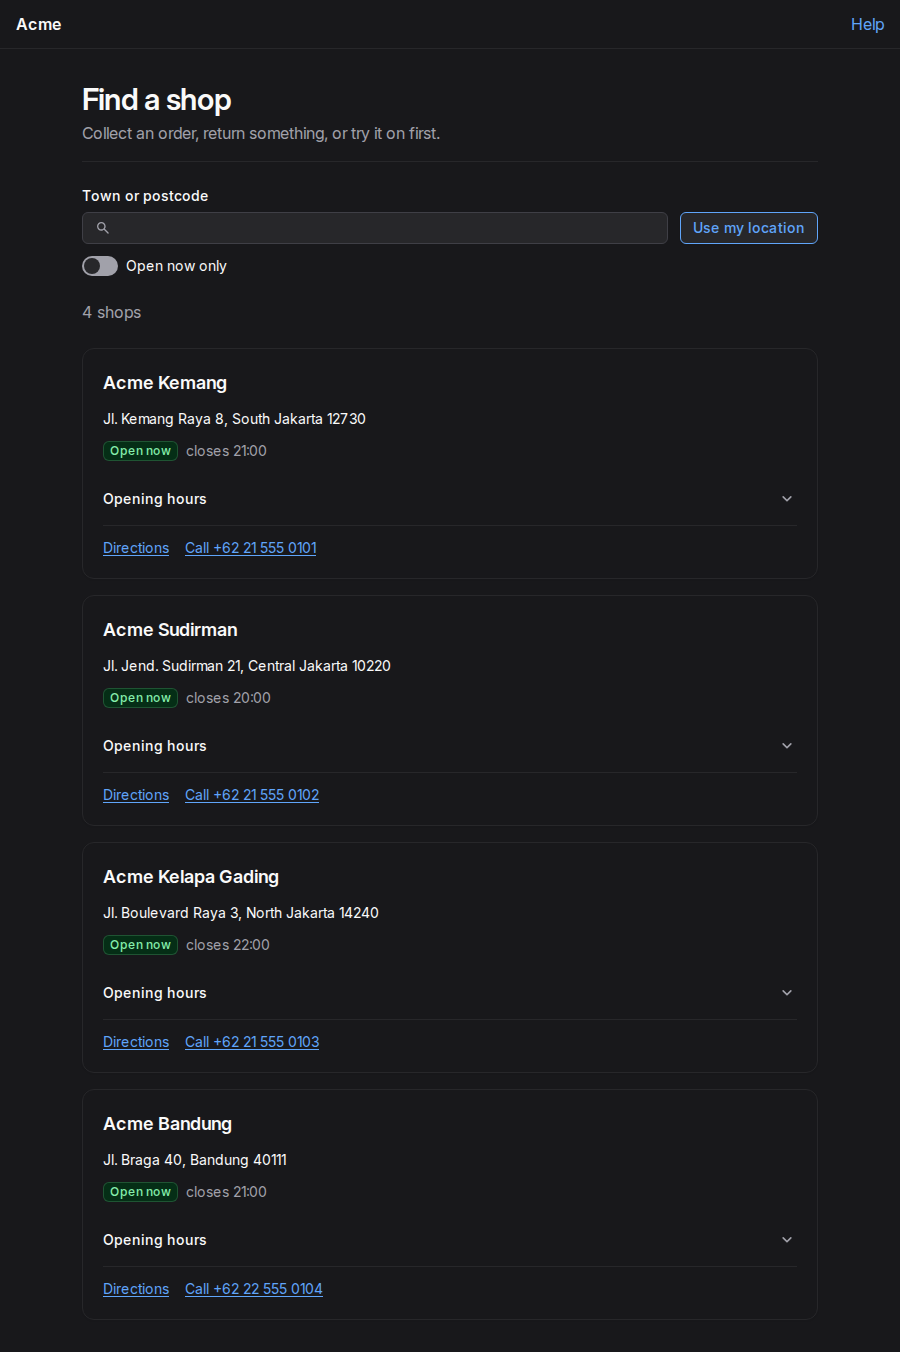 Acme
Help
Find a shop
Collect an order, return something, or try it on first.
Town or postcode
Use my location
Open now only
4 shops
Acme Kemang
Jl. Kemang Raya 8, South Jakarta 12730
Open now closes 21:00
Opening hours
Directions Call +62 21 555 0101
Acme Sudirman
Jl. Jend. Sudirman 21, Central Jakarta 10220
Open now closes 20:00
Opening hours
Directions Call +62 21 555 0102
Acme Kelapa Gading
Jl. Boulevard Raya 3, North Jakarta 14240
Open now closes 22:00
Opening hours
Directions Call +62 21 555 0103
Acme Bandung
Jl. Braga 40, Bandung 40111
Open now closes 21:00
Opening hours
Directions Call +62 22 555 0104